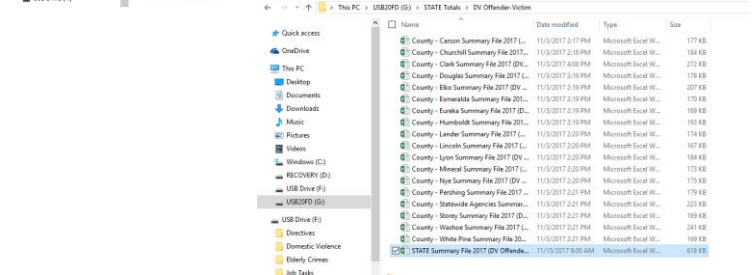 This PC > USB20FD (G:) > STATE Totals > DV Offender-Victim
Name Date modified Type Size
County - Carson Summary File 2017 (... 11/3/2017 2:17 PM Microsoft Excel W... 177 KB
County - Churchill Summary File 2017... 11/3/2017 2:19 PM Microsoft Excel W... 184 KB
County - Clark Summary File 2017 (DV... 11/3/2017 4:08 PM Microsoft Excel W... 272 KB
County - Douglas Summary File 2017 (... 11/3/2017 2:19 PM Microsoft Excel W... 178 KB
County - Elko Summary File 2017 (DV ... 11/3/2017 2:19 PM Microsoft Excel W... 207 KB
County - Esmeralda Summary File 201... 11/3/2017 2:19 PM Microsoft Excel W... 170 KB
County - Eureka Summary File 2017 (D... 11/3/2017 2:19 PM Microsoft Excel W... 169 KB
County - Humboldt Summary File 201... 11/3/2017 2:19 PM Microsoft Excel W... 193 KB
County - Lander Summary File 2017 (... 11/3/2017 2:20 PM Microsoft Excel W... 174 KB
County - Lincoln Summary File 2017 (... 11/3/2017 2:20 PM Microsoft Excel W... 167 KB
County - Lyon Summary File 2017 (DV ... 11/3/2017 2:20 PM Microsoft Excel W... 184 KB
County - Mineral Summary File 2017 (... 11/3/2017 2:20 PM Microsoft Excel W... 173 KB
County - Nye Summary File 2017 (DV ... 11/3/2017 2:20 PM Microsoft Excel W... 175 KB
County - Pershing Summary File 2017 ... 11/3/2017 2:21 PM Microsoft Excel W... 179 KB
County - Statewide Agencies Summar... 11/3/2017 2:21 PM Microsoft Excel W... 223 KB
County - Storey Summary File 2017 (D... 11/3/2017 2:21 PM Microsoft Excel W... 169 KB
County - Washoe Summary File 2017 (... 11/3/2017 2:21 PM Microsoft Excel W... 241 KB
County - White Pine Summary File 20... 11/3/2017 2:21 PM Microsoft Excel W... 169 KB
STATE Summary File 2017 (DV Offende... 11/15/2017 9:00 AM Microsoft Excel W... 618 KB
Quick access
OneDrive
This PC
Desktop
Documents
Downloads
Music
Pictures
Videos
Windows (C:)
RECOVERY (D:)
USB Drive (F:)
USB20FD (G:)
USB Drive (F:)
Directives
Domestic Violence
Elderly Crimes
Job Tasks